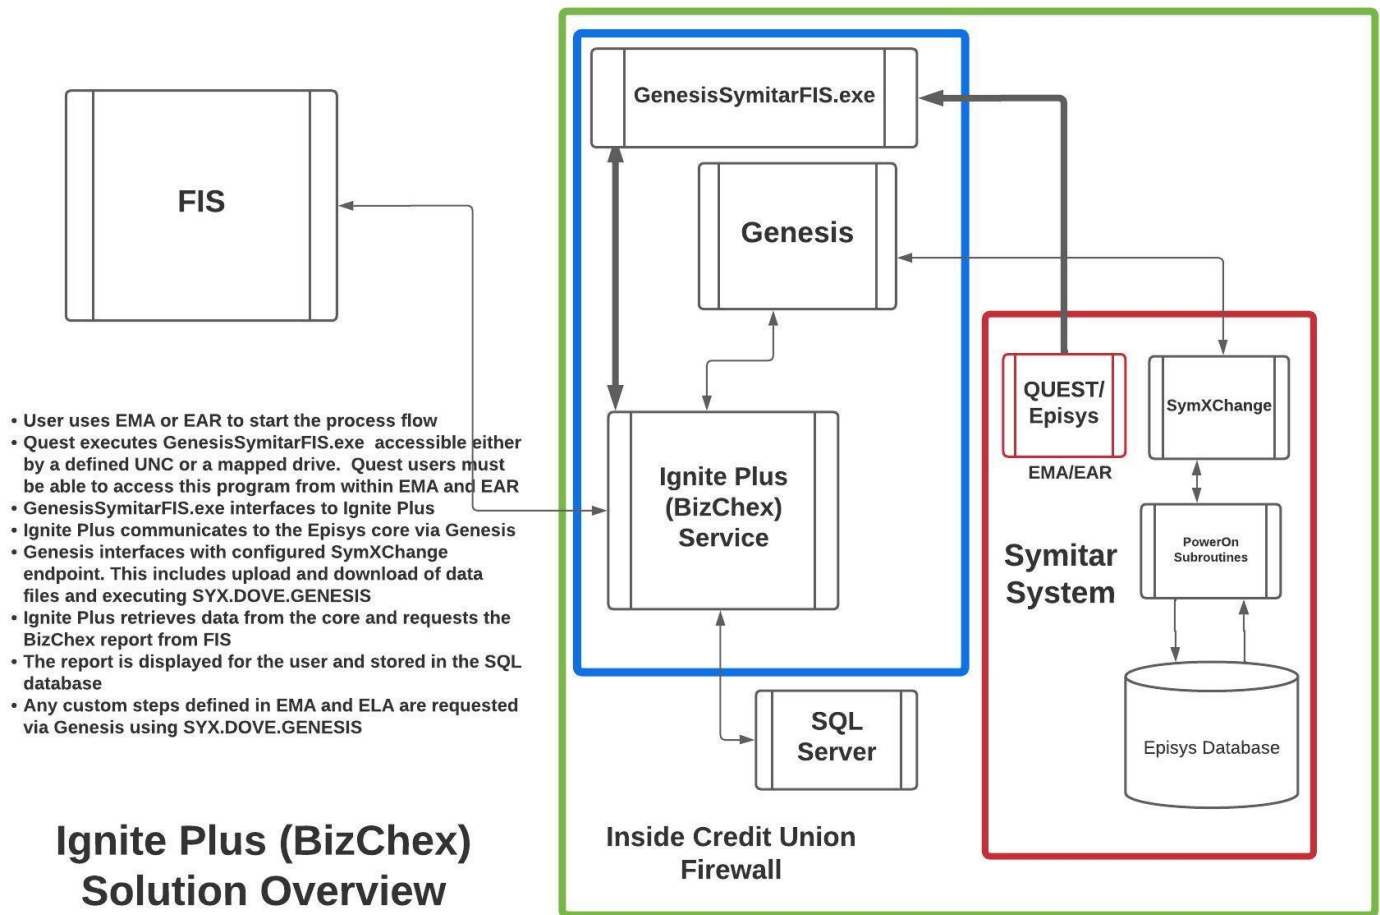 GenesisSymitarFIS.exe
FIS
Genesis
QUEST/
Episys
SymXChange
EMA/EAR
• User uses EMA or EAR to start the process flow
• Quest executes GenesisSymitarFIS.exe  accessible either
by a defined UNC or a mapped drive.  Quest users must
be able to access this program from within EMA and EAR
• GenesisSymitarFIS.exe interfaces to Ignite Plus
• Ignite Plus communicates to the Episys core via Genesis
• Genesis interfaces with configured SymXChange
endpoint. This includes upload and download of data
files and executing SYX.DOVE.GENESIS
• Ignite Plus retrieves data from the core and requests the
BizChex report from FIS
• The report is displayed for the user and stored in the SQL
database
• Any custom steps defined in EMA and ELA are requested
via Genesis using SYX.DOVE.GENESIS
Ignite Plus
(BizChex)
Service
Symitar
System
PowerOn
Subroutines
SQL
Server
Episys Database
Inside Credit Union
Firewall
Ignite Plus (BizChex)
Solution Overview